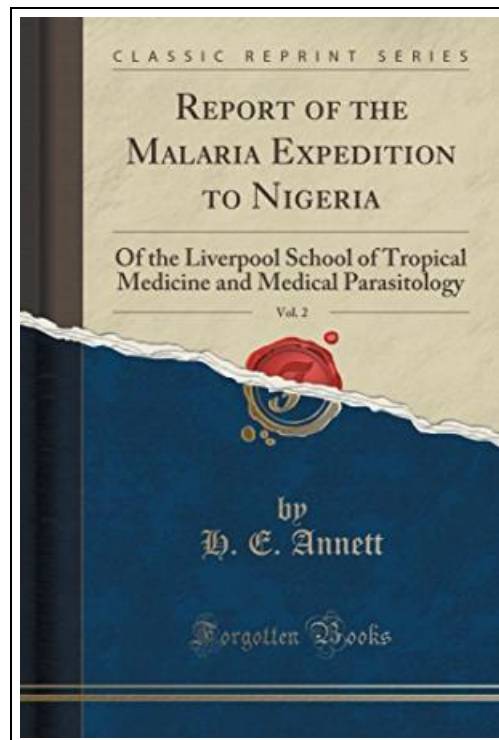 CLASSIC REPRINT SERIES
REPORT OF THE
MALARIA EXPEDITION
TO NIGERIA
Of the Liverpool School of Tropical
Medicine and Medical Parasitology
Vol. 2
by
H. E. Annett
Forgotten Books